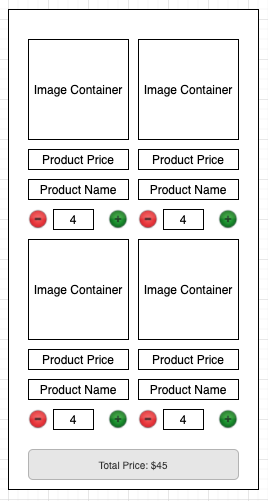 Image Container Image Container
Product Price Product Price
Product Name Product Name
- 4 + - 4 +
Image Container Image Container
Product Price Product Price
Product Name Product Name
- 4 + - 4 +
Total Price: $45